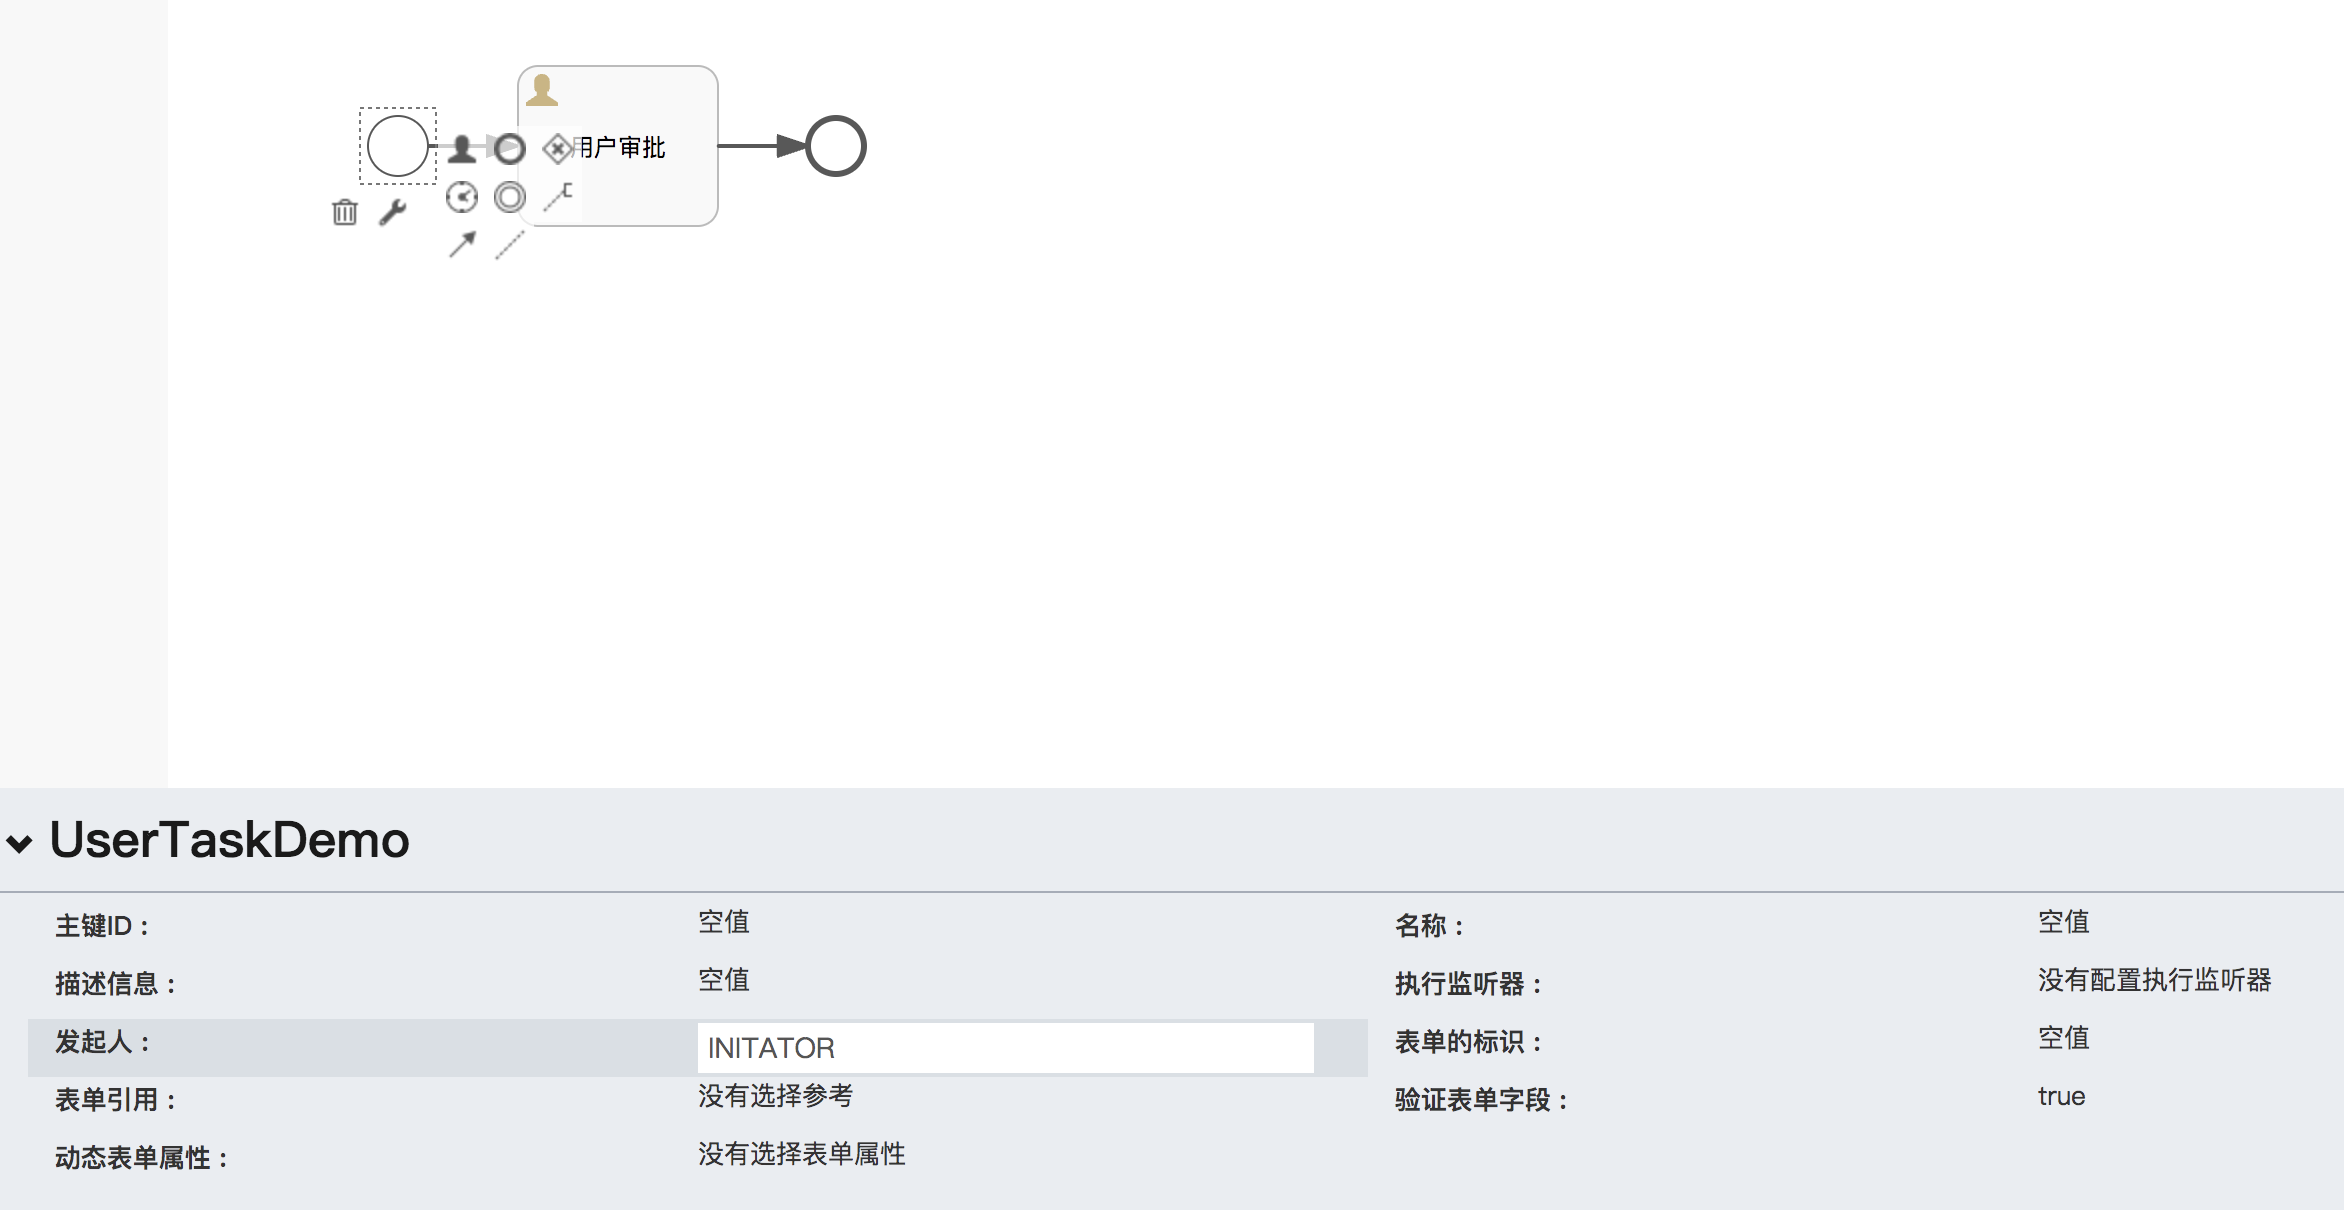 用户审批
UserTaskDemo
主键ID：
空值
名称：
空值
描述信息：
空值
执行监听器：
没有配置执行监听器
发起人：
INITATOR
表单的标识：
空值
表单引用：
没有选择参考
验证表单字段：
true
动态表单属性：
没有选择表单属性